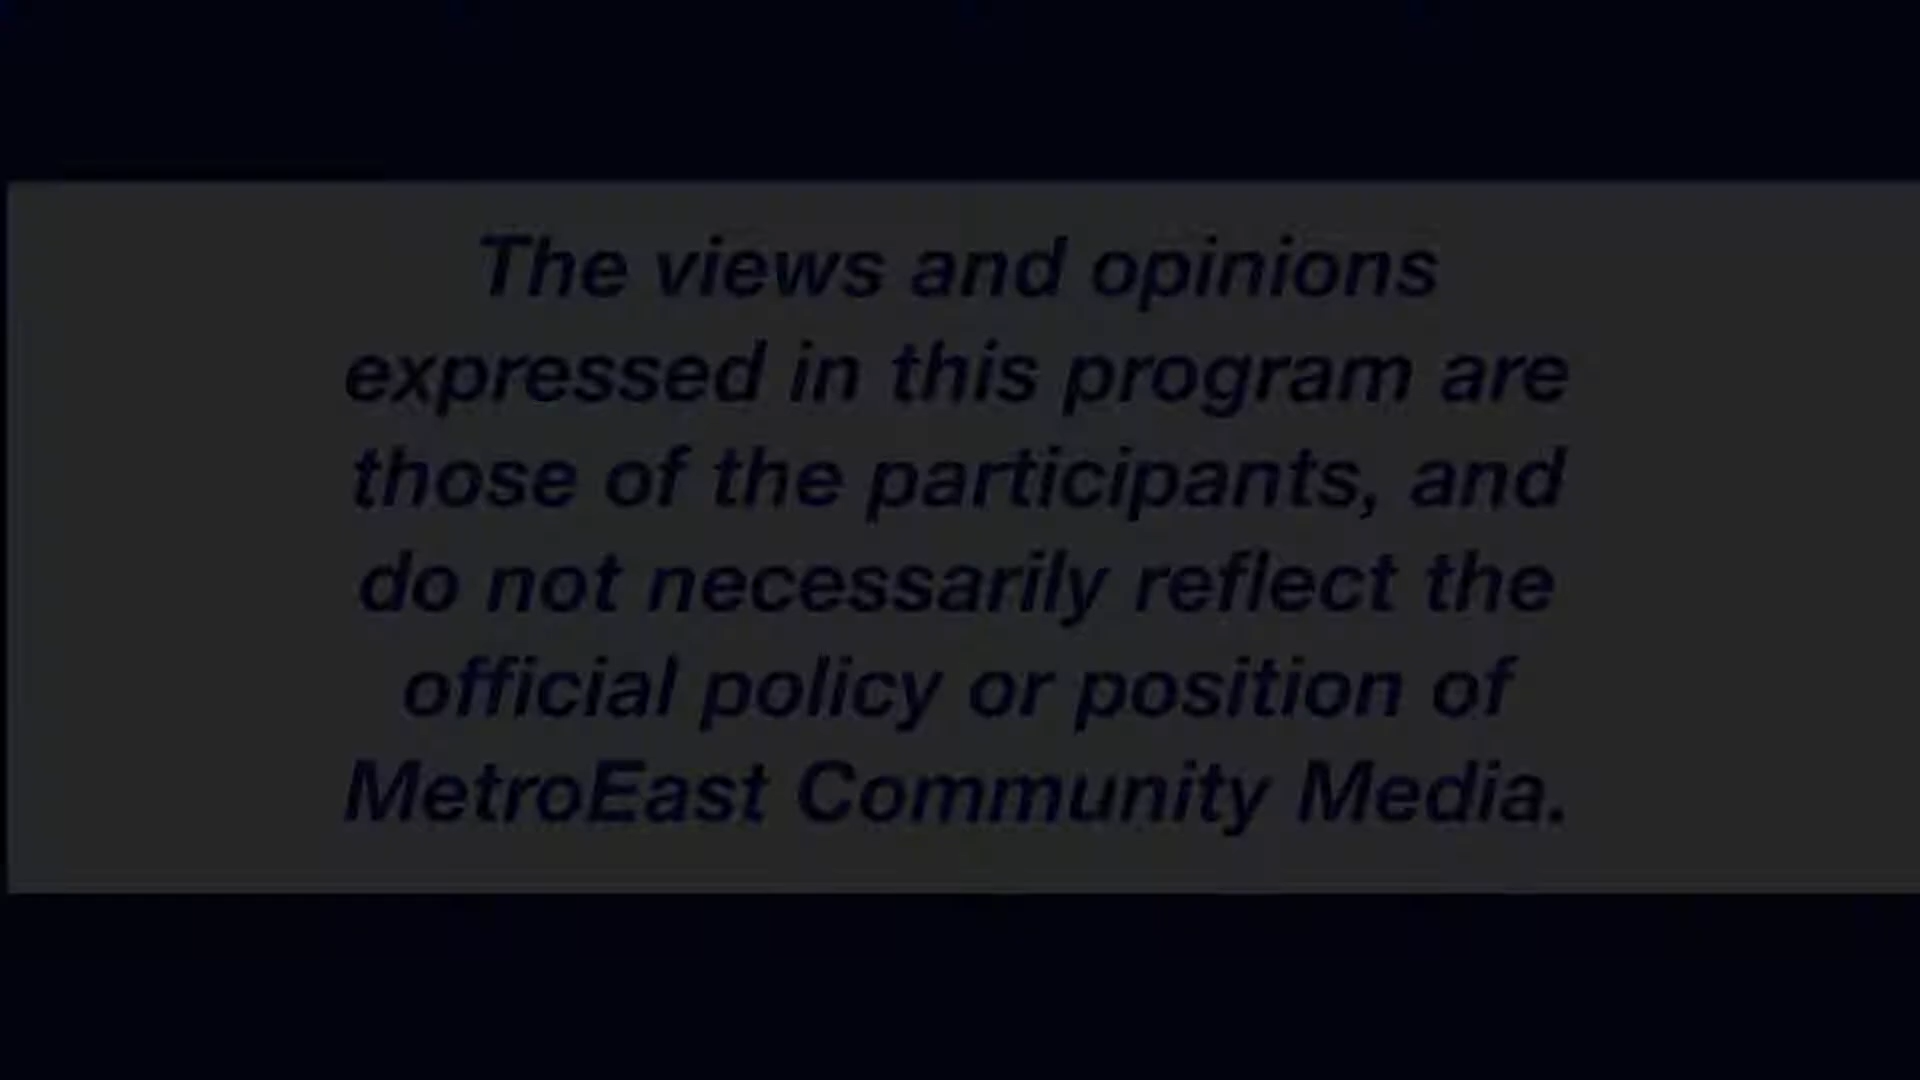 The views and opinions
expressed in this program are
those of the participants, and
do not necessarily reflect the
official policy or position of
MetroEast Community Media.